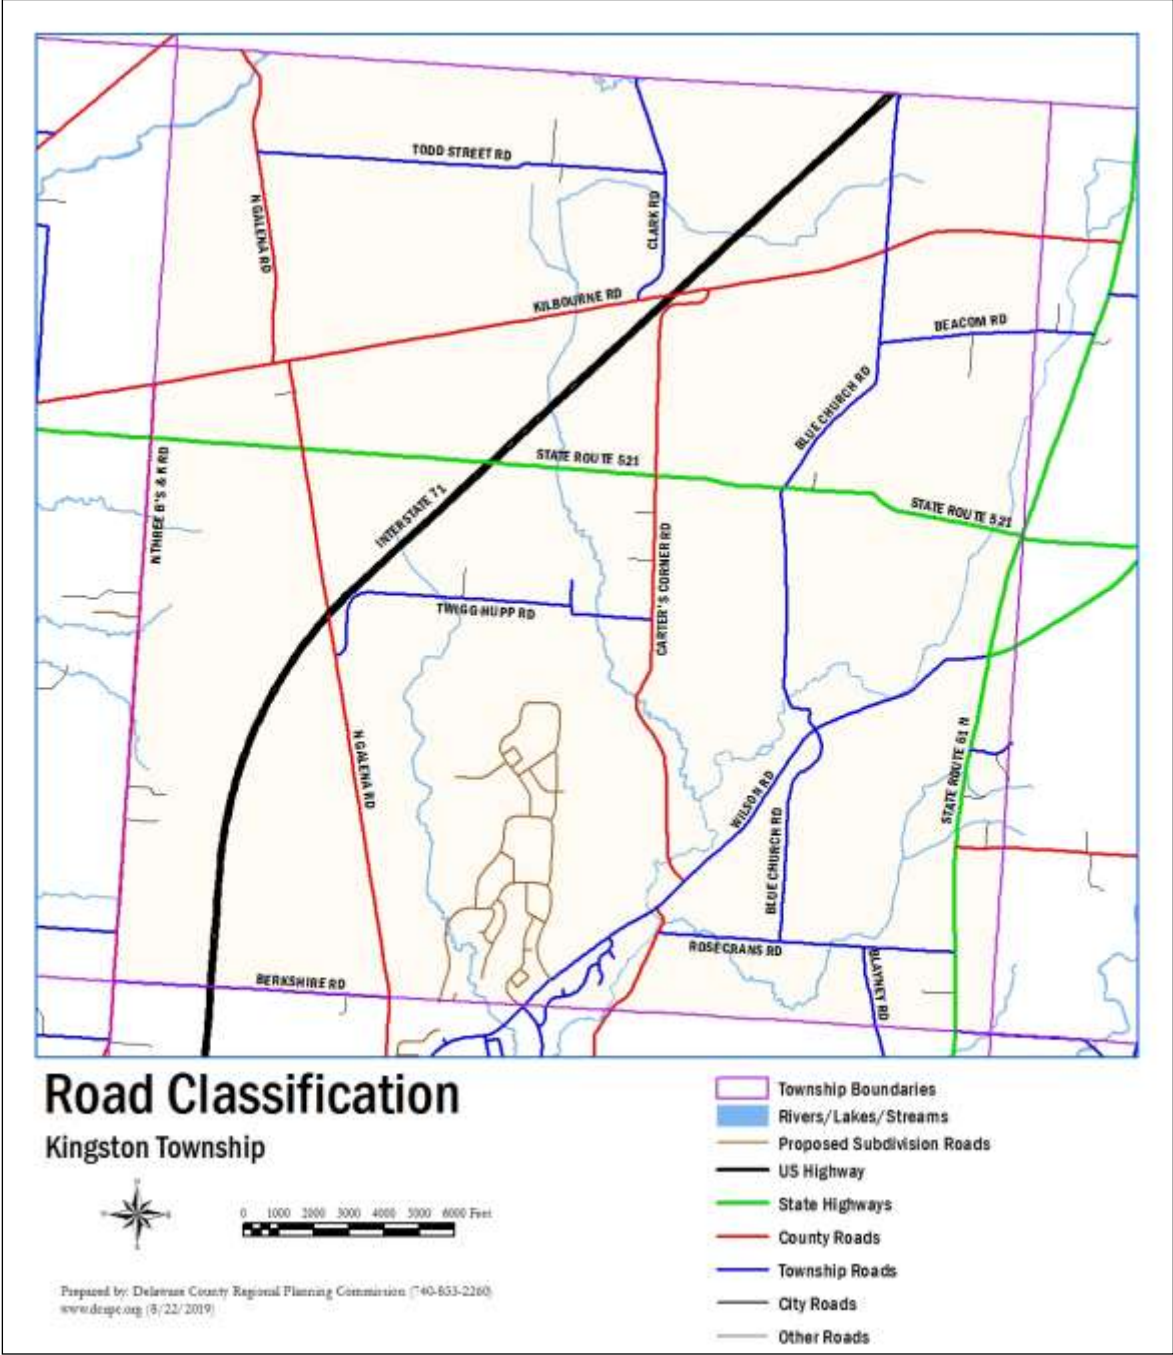 TODD STREET RD
N GALENA RD
CLARK RD
KILBOURNE RD
BEACOM RD
BLUE CHURCH RD
STATE ROUTE 521
N THREE B'S & K RD
INTERSTATE 71
STATE ROUTE 521
CARTER'S CORNER RD
TWIGG-HUPP RD
N GALENA RD
STATE ROUTE 61 N
WILSON RD
BLUE CHURCH RD
ROSECRANS RD
BLAYNEY RD
BERKSHIRE RD
Road Classification
Kingston Township
N
0 1000 2000 3000 4000 5000 6000 Feet
Prepared by: Delaware County Regional Planning Commission (740-833-2260)
www.dcrpc.org (8/22/2019)
Township Boundaries
Rivers/Lakes/Streams
Proposed Subdivision Roads
US Highway
State Highways
County Roads
Township Roads
City Roads
Other Roads